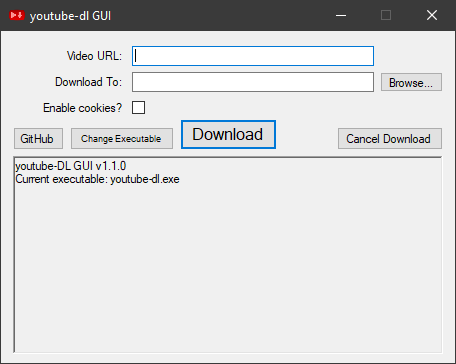 youtube-dl GUI
Video URL:
Download To:
Browse...
Enable cookies?
GitHub
Change Executable
Download
Cancel Download
youtube-DL GUI v1.1.0
Current executable: youtube-dl.exe